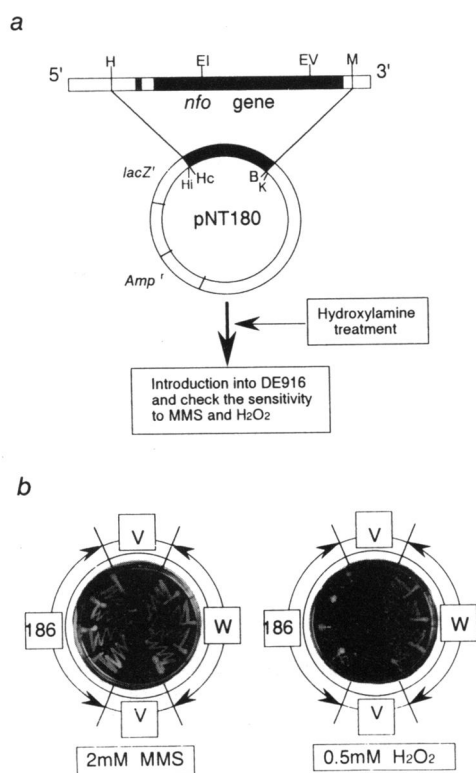 a
H EI EV M
5' 3'
nfo gene
lacZ'
Hi Hc B K
pNT180
Amp r
Hydroxylamine
treatment
Introduction into DE916
and check the sensitivity
to MMS and H2O2
b
V V
186 W 186 W
V V
2mM MMS 0.5mM H2O2